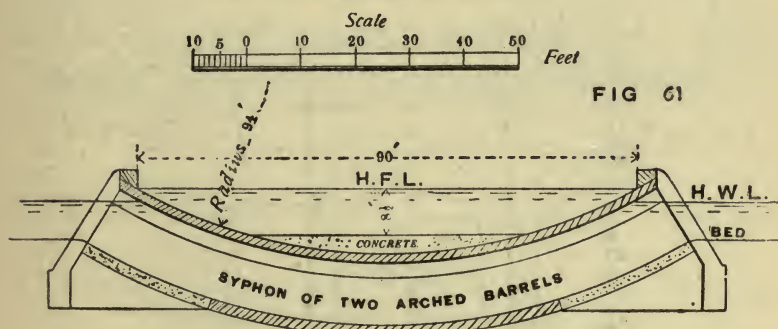 Scale
10 5 0 10 20 30 40 50
Feet
FIG 61
Radius 94'
90'
H.F.L.
H.W.L.
8'
CONCRETE
BED
SYPHON OF TWO ARCHED BARRELS